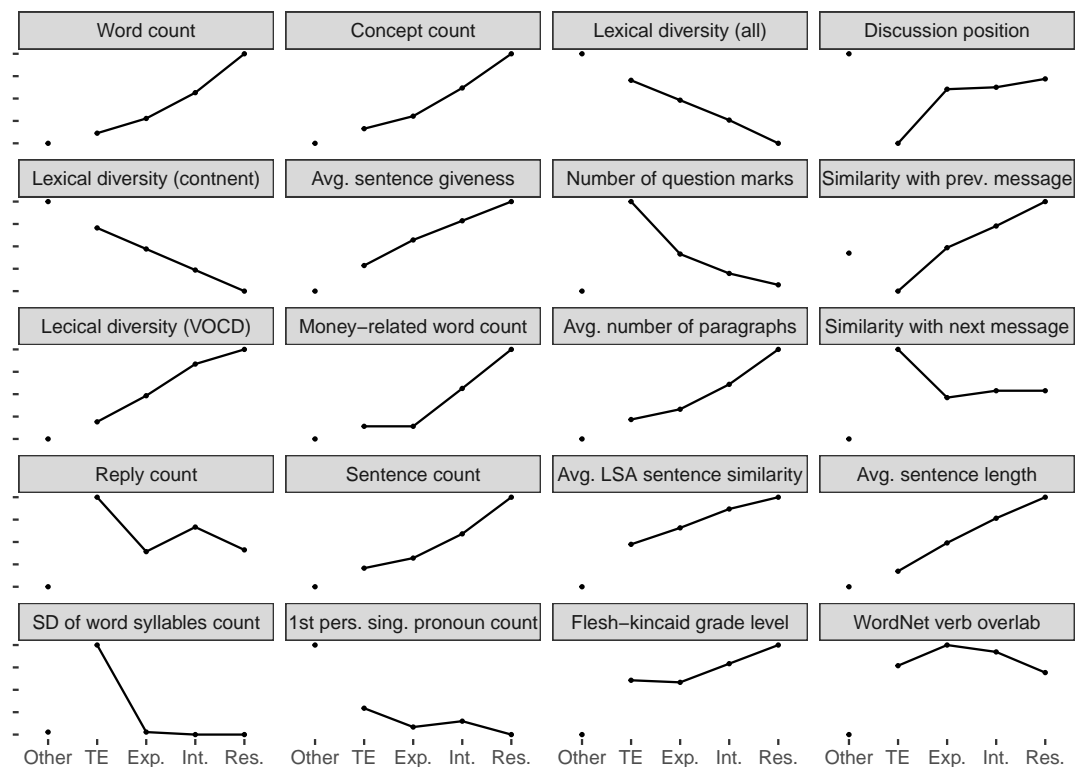 Word count
Concept count
Lexical diversity (all)
Discussion position
Lexical diversity (contnent)
Avg. sentence giveness
Number of question marks
Similarity with prev. message
Lecical diversity (VOCD)
Money−related word count
Avg. number of paragraphs
Similarity with next message
Reply count
Sentence count
Avg. LSA sentence similarity
Avg. sentence length
SD of word syllables count
1st pers. sing. pronoun count
Flesh−kincaid grade level
WordNet verb overlab
Other TE Exp. Int. Res.
Other TE Exp. Int. Res.
Other TE Exp. Int. Res.
Other TE Exp. Int. Res.